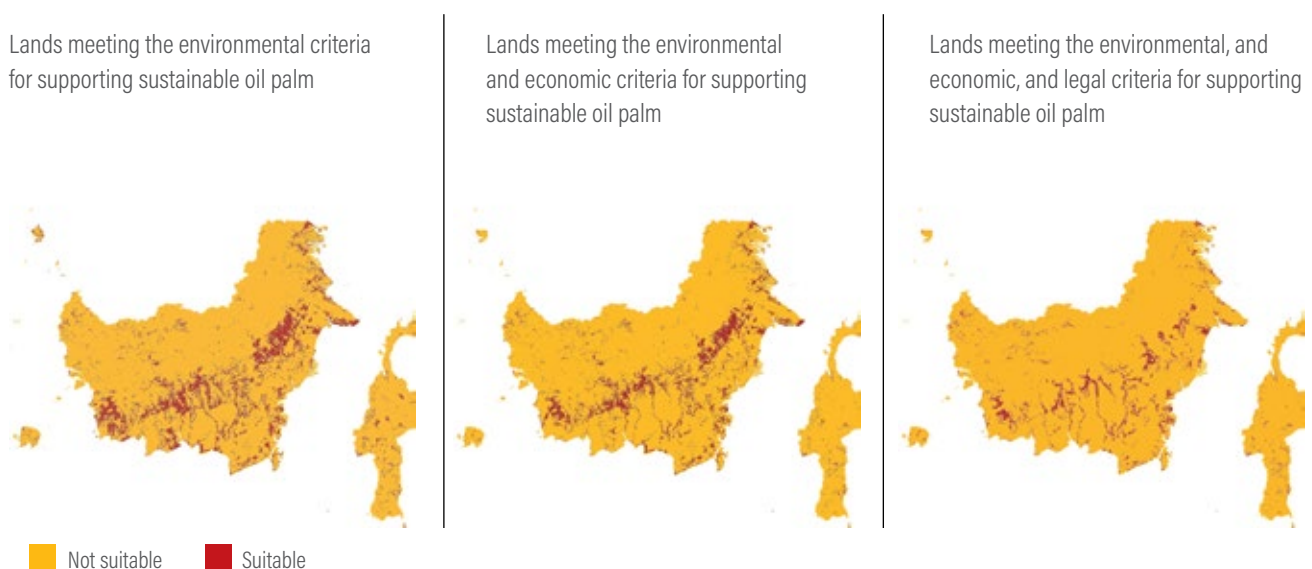 Lands meeting the environmental criteria
for supporting sustainable oil palm
Lands meeting the environmental
and economic criteria for supporting
sustainable oil palm
Lands meeting the environmental, and
economic, and legal criteria for supporting
sustainable oil palm
Not suitable
Suitable